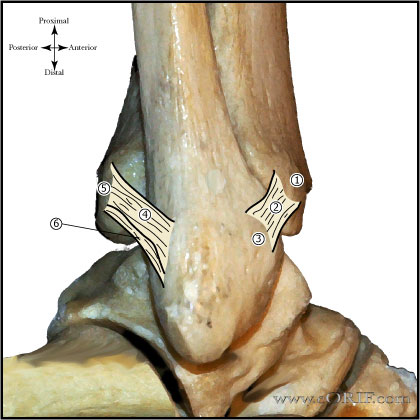 Proximal
Posterior Anterior
Distal
①
⑤
②
④
⑥
③
www.eORIF.com